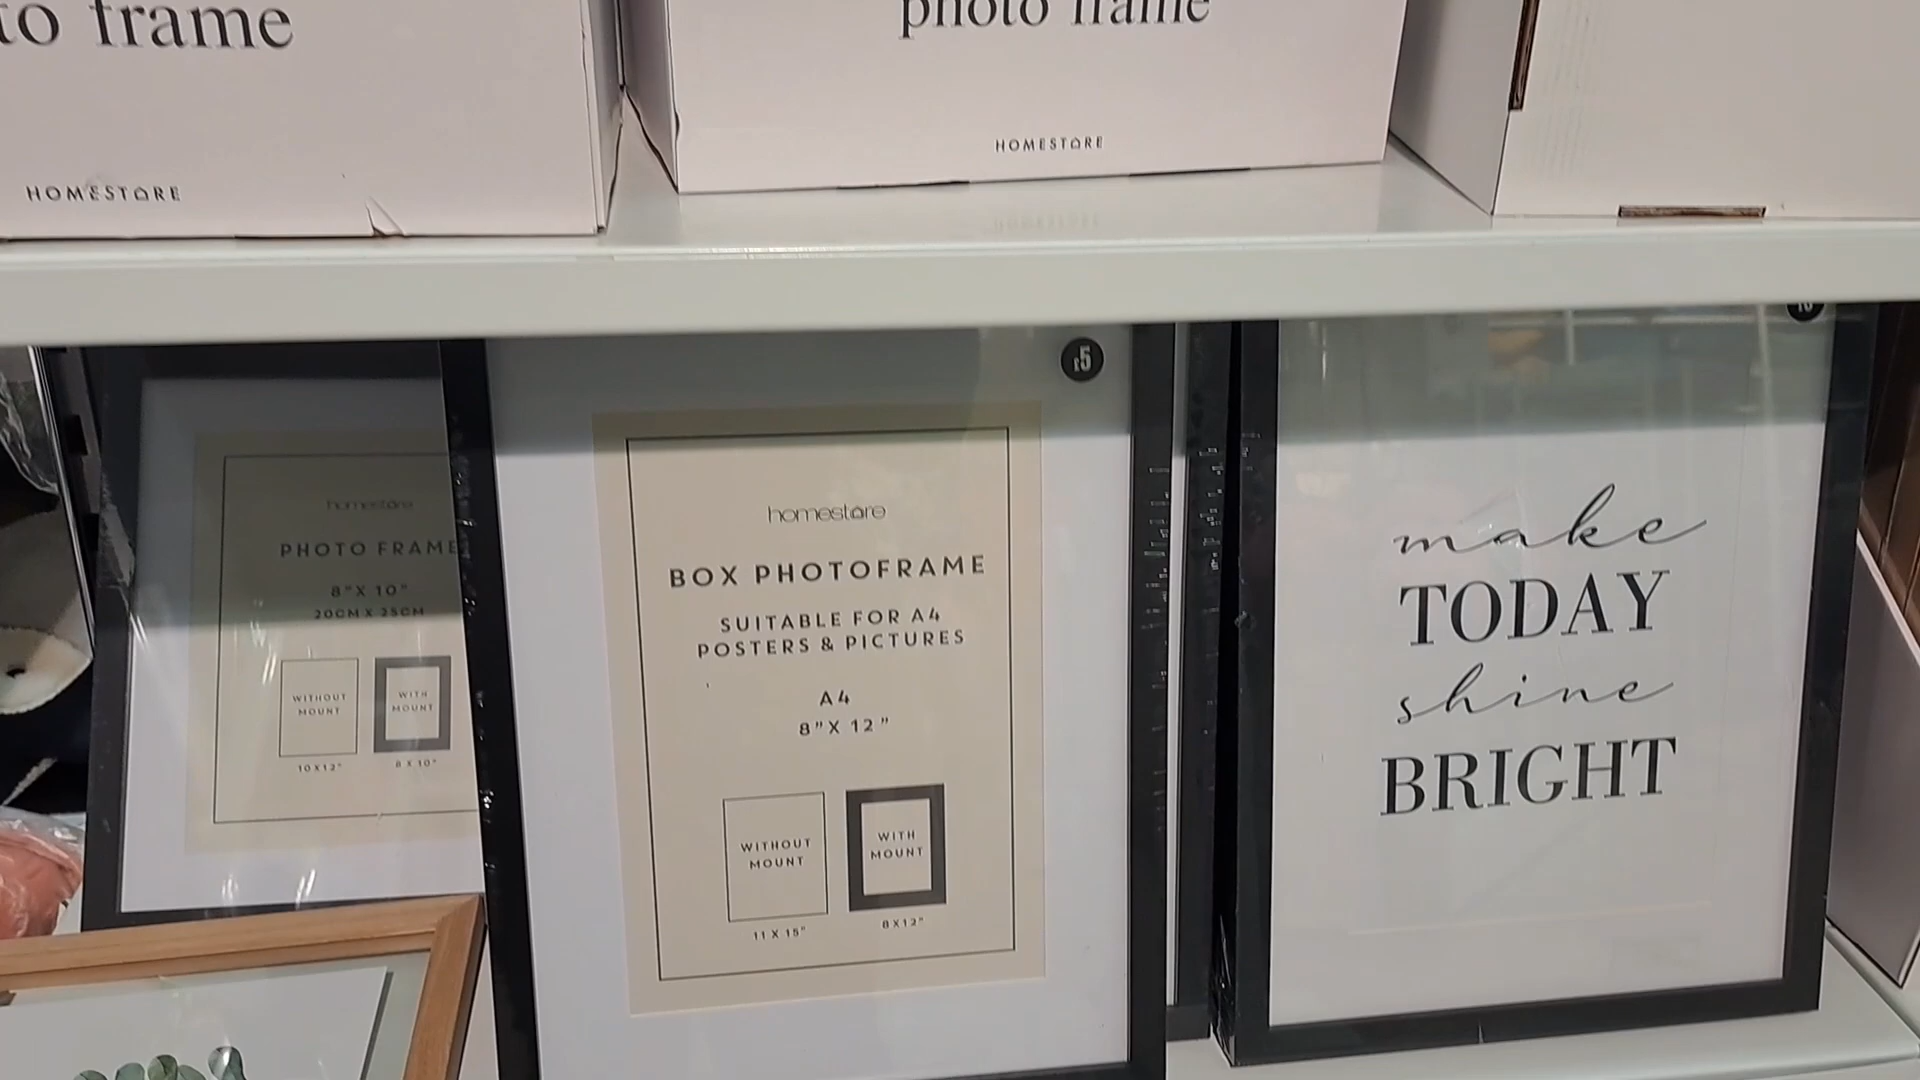 to frame
HOMESTORE
photo frame
HOMESTORE
homestore
PHOTO FRAME
8"X 10"
20CM X 25CM
WITHOUT
MOUNT
10X12"
WITH
MOUNT
8 X 10"
£5
homestore
BOX PHOTOFRAME
SUITABLE FOR A4
POSTERS & PICTURES
A4
8"X 12"
WITHOUT
MOUNT
11 X 15"
WITH
MOUNT
8X12"
make
TODAY
shine
BRIGHT